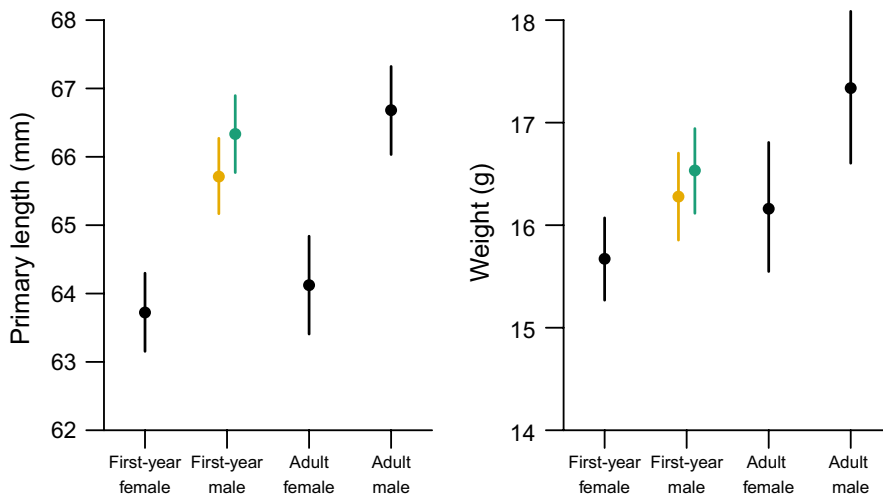 Primary length (mm)
68
67
66
65
64
63
62
First-year female
First-year male
Adult female
Adult male
Weight (g)
18
17
16
15
14
First-year female
First-year male
Adult female
Adult male